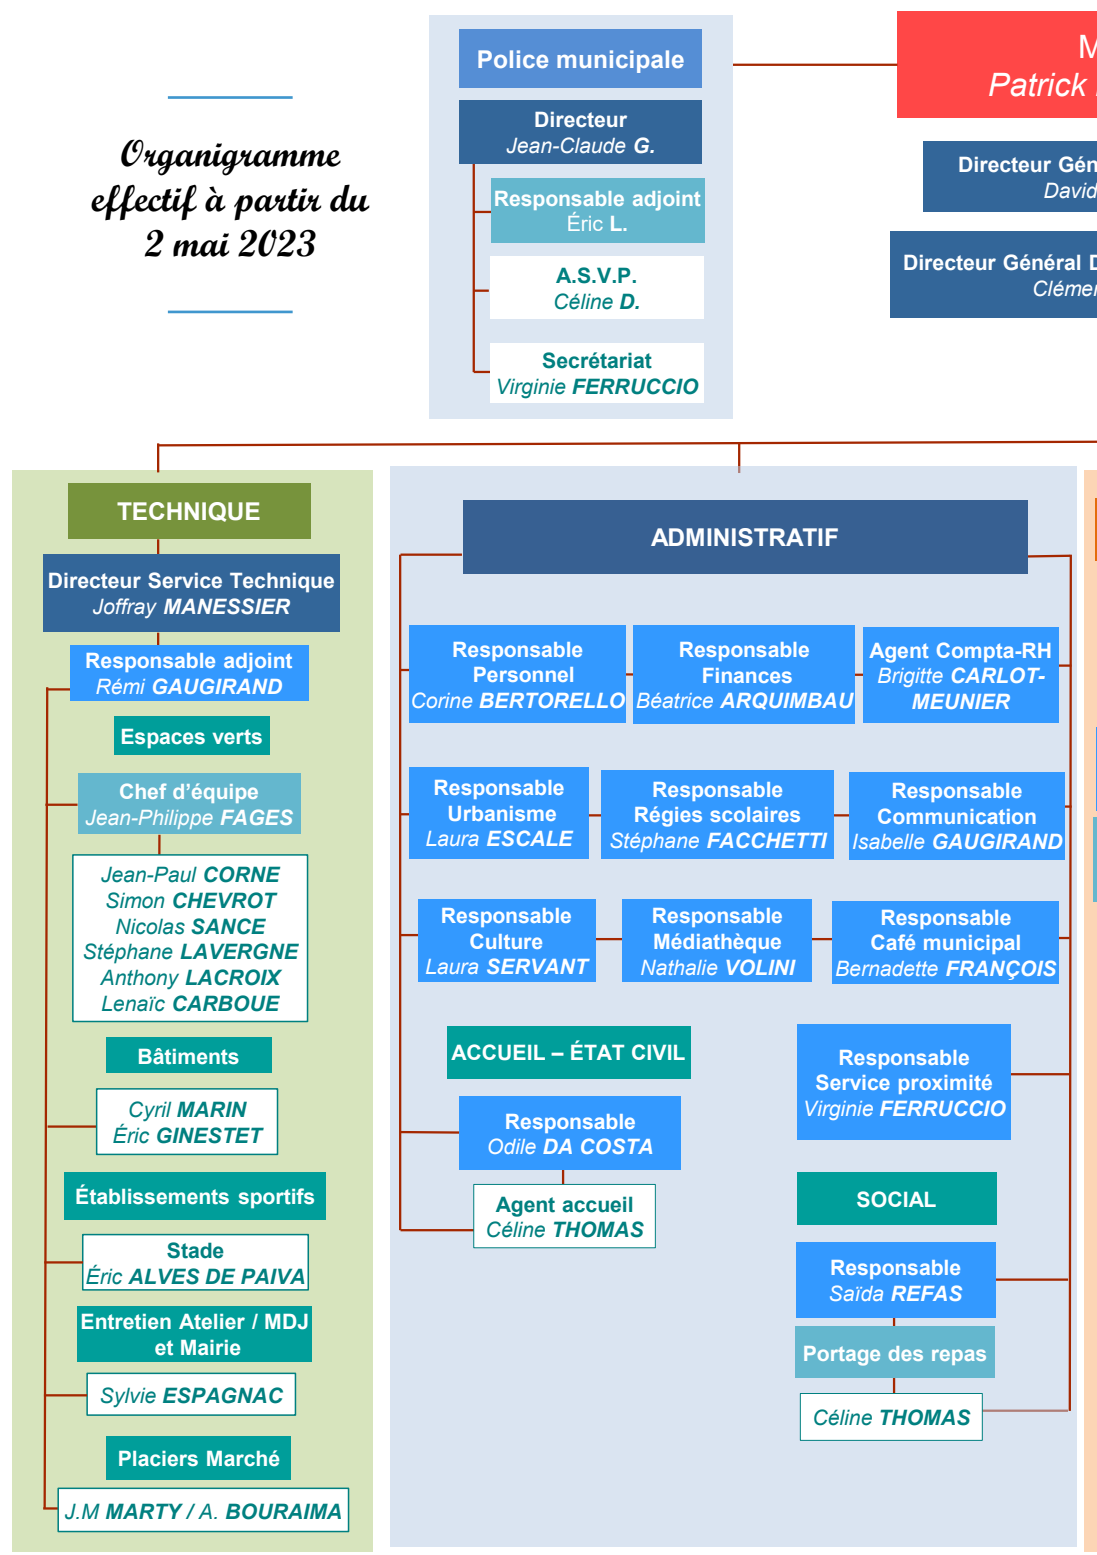 Organigramme
effectif à partir du
2 mai 2023
Police municipale
Directeur
Jean-Claude G.
Responsable adjoint
Éric L.
A.S.V.P.
Céline D.
Secrétariat
Virginie FERRUCCIO
Patrick
Directeur
David
Directeur Général
TECHNIQUE
Directeur Service Technique
Joffray MANESSIER
Responsable adjoint
Rémi GAUGIRAND
Espaces verts
Chef d'équipe
Jean-Philippe FAGES
Jean-Paul CORNE
Simon CHEVROT
Nicolas SANCE
Stéphane LAVERGNE
Anthony LACROIX
Lenaïc CARBOUE
Bâtiments
Cyril MARIN
Éric GINESTET
Établissements sportifs
Stade
Éric ALVES DE PAIVA
Entretien Atelier / MDJ
et Mairie
Sylvie ESPAGNAC
Placiers Marché
J.M MARTY / A. BOURAIMA
ADMINISTRATIF
Responsable
Personnel
Corine BERTORELLO
Responsable
Finances
Béatrice ARQUIMBAU
Agent Compta-RH
Brigitte CARLOT-
MEUNIER
Responsable
Urbanisme
Laura ESCALE
Responsable
Régies scolaires
Stéphane FACCHETTI
Responsable
Communication
Isabelle GAUGIRAND
Responsable
Culture
Laura SERVANT
Responsable
Médiathèque
Nathalie VOLINI
Responsable
Café municipal
Bernadette FRANÇOIS
ACCUEIL – ÉTAT CIVIL
Responsable
Odile DA COSTA
Agent accueil
Céline THOMAS
Responsable
Service proximité
Virginie FERRUCCIO
SOCIAL
Responsable
Saïda REFAS
Portage des repas
Céline THOMAS